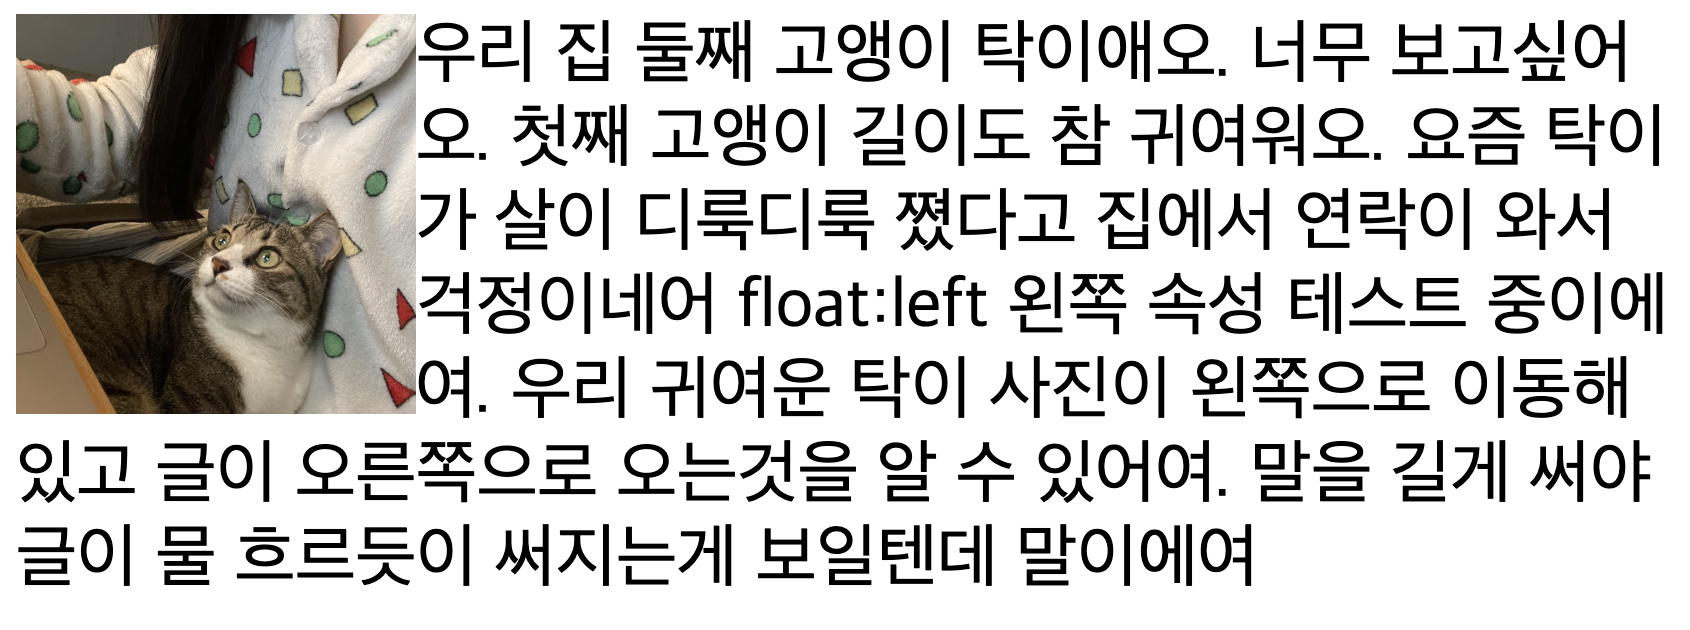 우리 집 둘째 고앵이 탁이애오. 너무 보고싶어
오. 첫째 고앵이 길이도 참 귀여워오. 요즘 탁이
가 살이 디룩디룩 쪘다고 집에서 연락이 와서
걱정이네어 float:left 왼쪽 속성 테스트 중이에
여. 우리 귀여운 탁이 사진이 왼쪽으로 이동해
있고 글이 오른쪽으로 오는것을 알 수 있어여. 말을 길게 써야
글이 물 흐르듯이 써지는게 보일텐데 말이에여